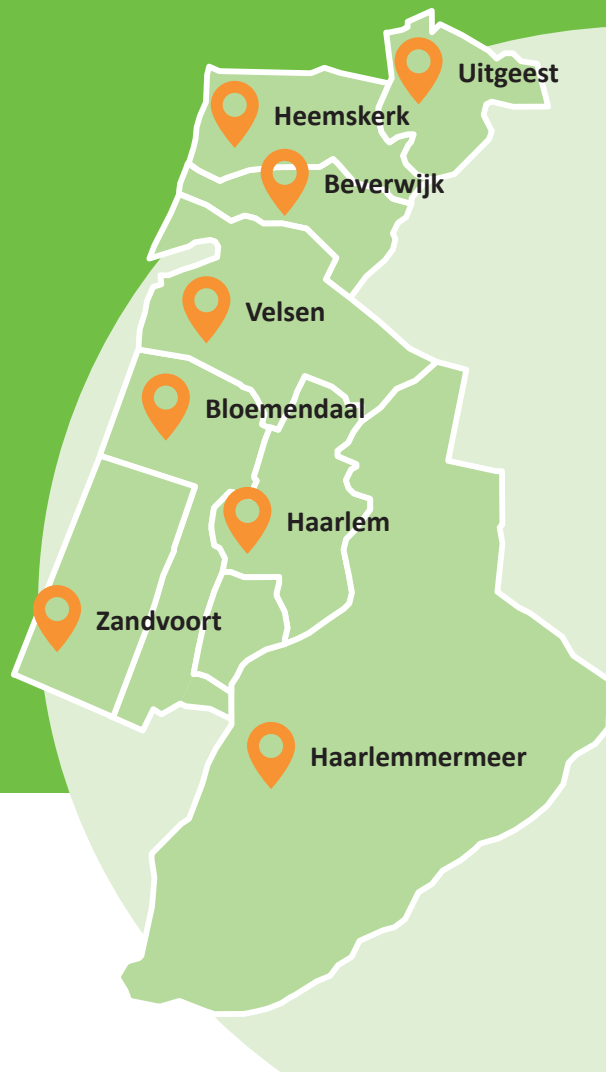 Uitgeest
Heemskerk
Beverwijk
Velsen
Bloemendaal
Haarlem
Zandvoort
Haarlemmermeer